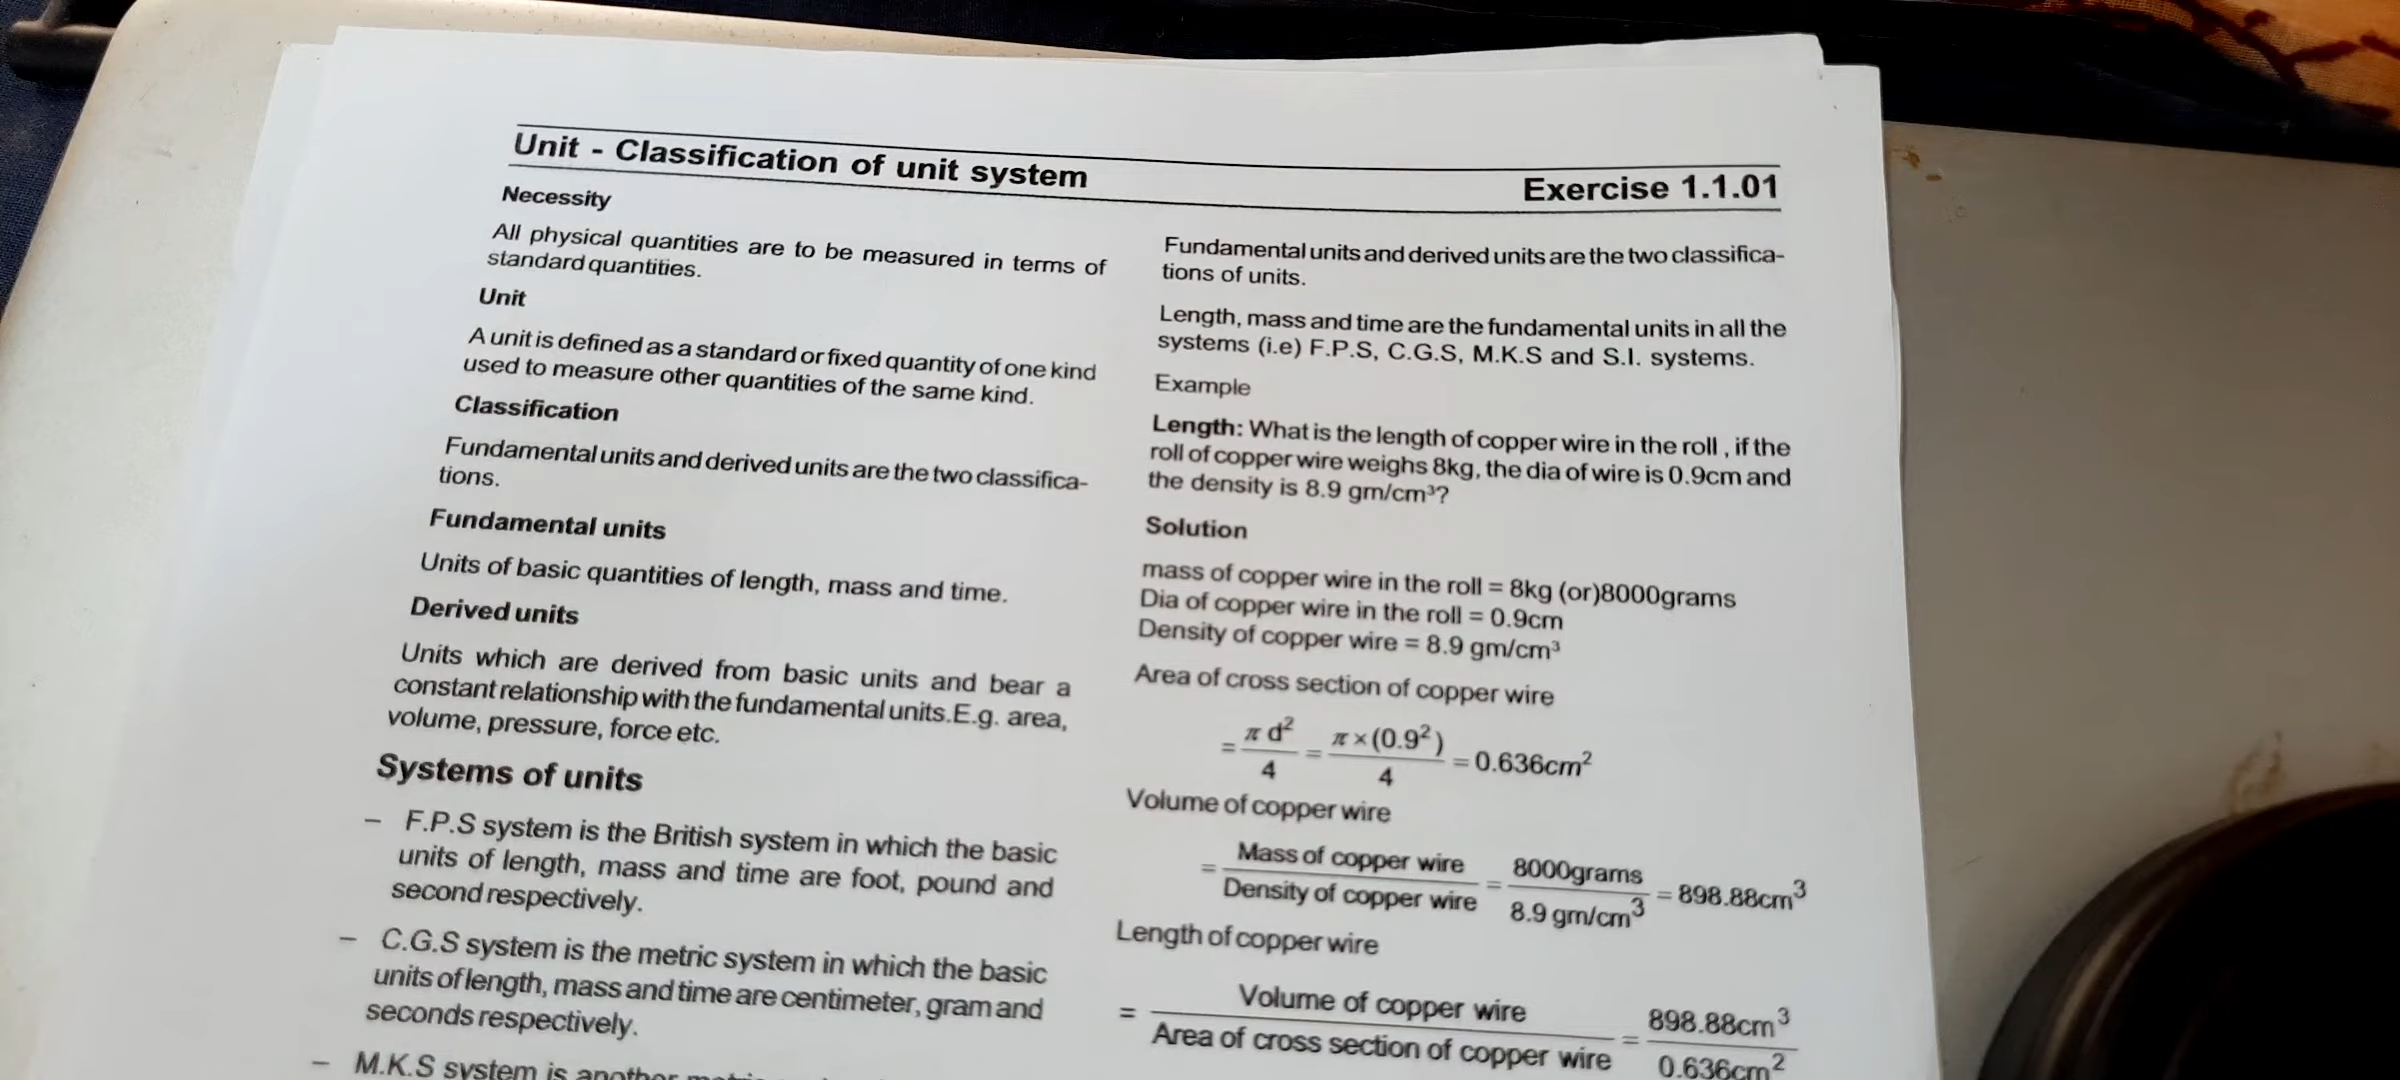 Unit - Classification of unit system
Exercise 1.1.01
Necessity
All physical quantities are to be measured in terms of
standard quantities.
Unit
A unit is defined as a standard or fixed quantity of one kind
used to measure other quantities of the same kind.
Classification
Fundamental units and derived units are the two classifica-
tions.
Fundamental units
Units of basic quantities of length, mass and time.
Derived units
Units which are derived from basic units and bear a
constant relationship with the fundamental units.E.g. area,
volume, pressure, force etc.
Systems of units
– F.P.S system is the British system in which the basic
units of length, mass and time are foot, pound and
second respectively.
– C.G.S system is the metric system in which the basic
units of length, mass and time are centimeter, gram and
seconds respectively.
– M.K.S system is another
Fundamental units and derived units are the two classifica-
tions of units.
Length, mass and time are the fundamental units in all the
systems (i.e) F.P.S, C.G.S, M.K.S and S.I. systems.
Example
Length: What is the length of copper wire in the roll , if the
roll of copper wire weighs 8kg, the dia of wire is 0.9cm and
the density is 8.9 gm/cm³?
Solution
mass of copper wire in the roll = 8kg (or)8000grams
Dia of copper wire in the roll = 0.9cm
Density of copper wire = 8.9 gm/cm³
Area of cross section of copper wire
= π d² / 4 = π × (0.9²) / 4 = 0.636cm²
Volume of copper wire
= Mass of copper wire / Density of copper wire = 8000grams / 8.9 gm/cm³ = 898.88cm³
Length of copper wire
= Volume of copper wire / Area of cross section of copper wire = 898.88cm³ / 0.636cm²